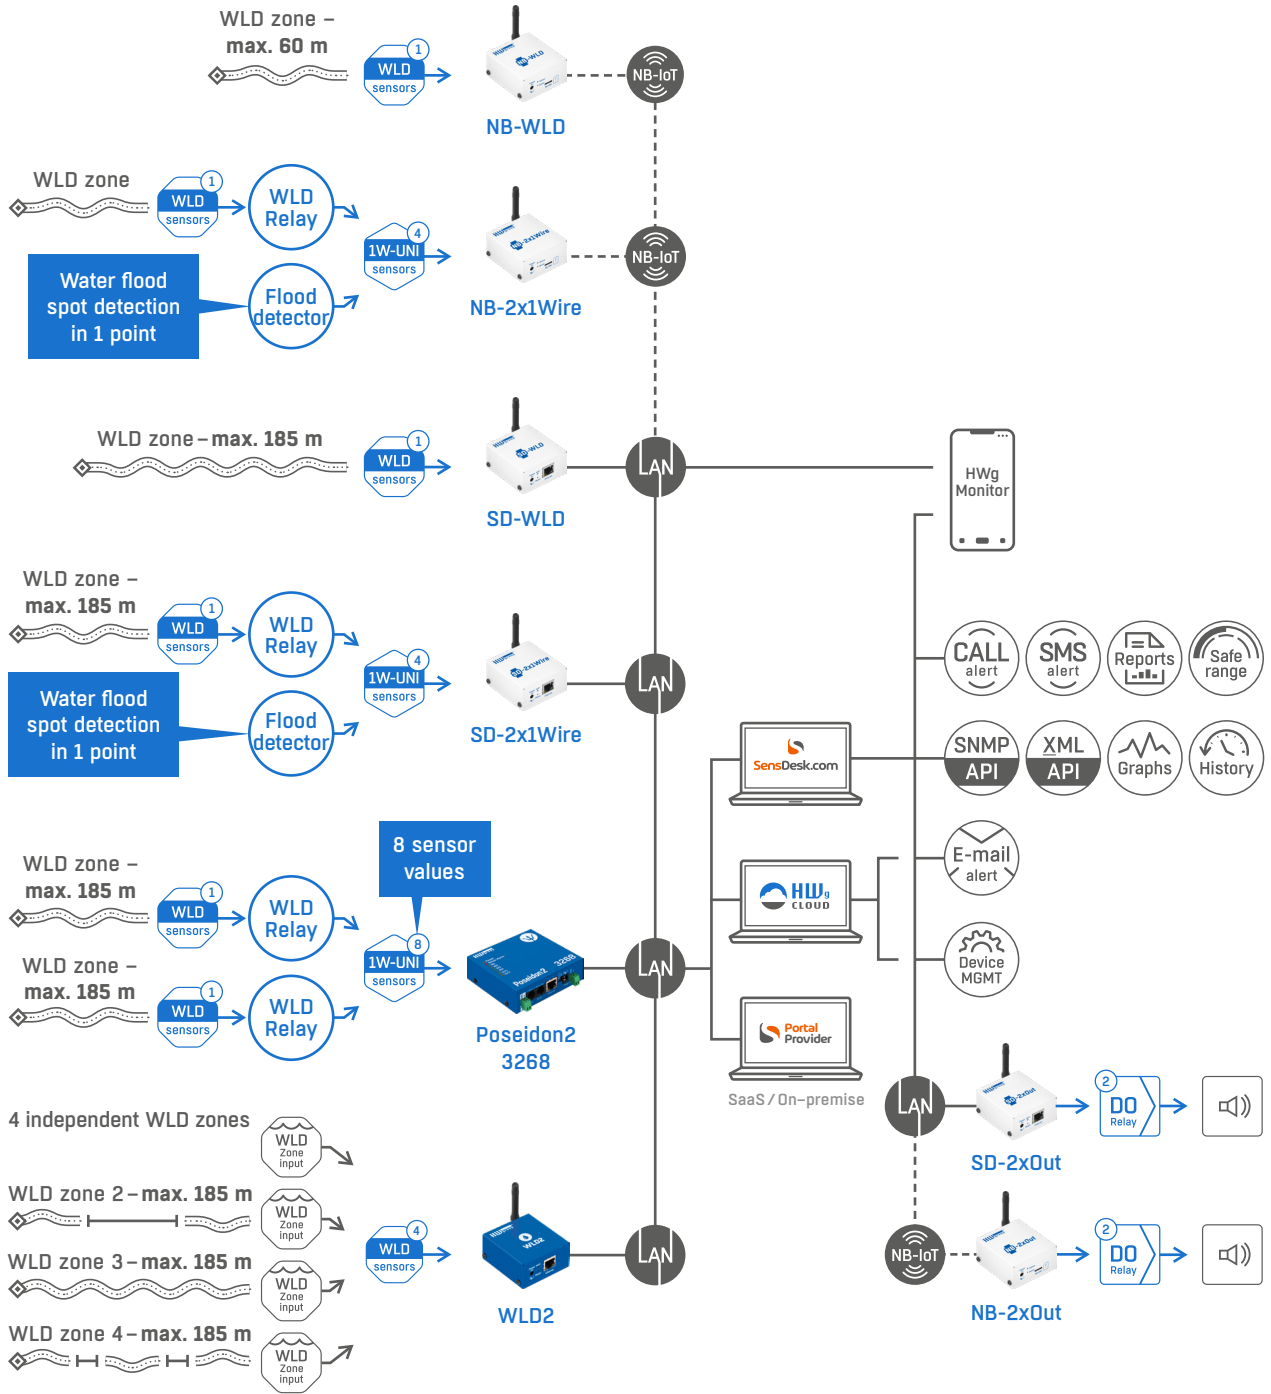 WLD zone –
max. 60 m
1
WLD
sensors
NB-WLD
NB-WLD
NB-IoT
WLD zone
1
WLD
sensors
WLD
Relay
4
1W-UNI
sensors
NB-2x1Wire
NB-2x1Wire
NB-IoT
Water flood
spot detection
in 1 point
Flood
detector
WLD zone – max. 185 m
1
WLD
sensors
SD-WLD
LAN
HWg
Monitor
WLD zone –
max. 185 m
1
WLD
sensors
WLD
Relay
4
1W-UNI
sensors
SD-2x1Wire
LAN
Water flood
spot detection
in 1 point
Flood
detector
CALL
alert
SMS
alert
Reports
Safe
range
SensDesk.com
SNMP
API
XML
API
Graphs
History
8 sensor
values
WLD zone –
max. 185 m
1
WLD
sensors
WLD
Relay
8
1W-UNI
sensors
Poseidon2 3268
Poseidon2
3268
LAN
WLD zone –
max. 185 m
1
WLD
sensors
WLD
Relay
HWg
CLOUD
E-mail
alert
Device
MGMT
Portal
Provider
SaaS / On-premise
LAN
2xOut
SD-2xOut
2
DO
Relay
4 independent WLD zones
WLD
Zone
input
WLD zone 2 – max. 185 m
WLD
Zone
input
WLD zone 3 – max. 185 m
WLD
Zone
input
WLD zone 4 – max. 185 m
WLD
Zone
input
4
WLD
sensors
WLD2
WLD2
LAN
NB-IoT
2xOut
NB-2xOut
2
DO
Relay